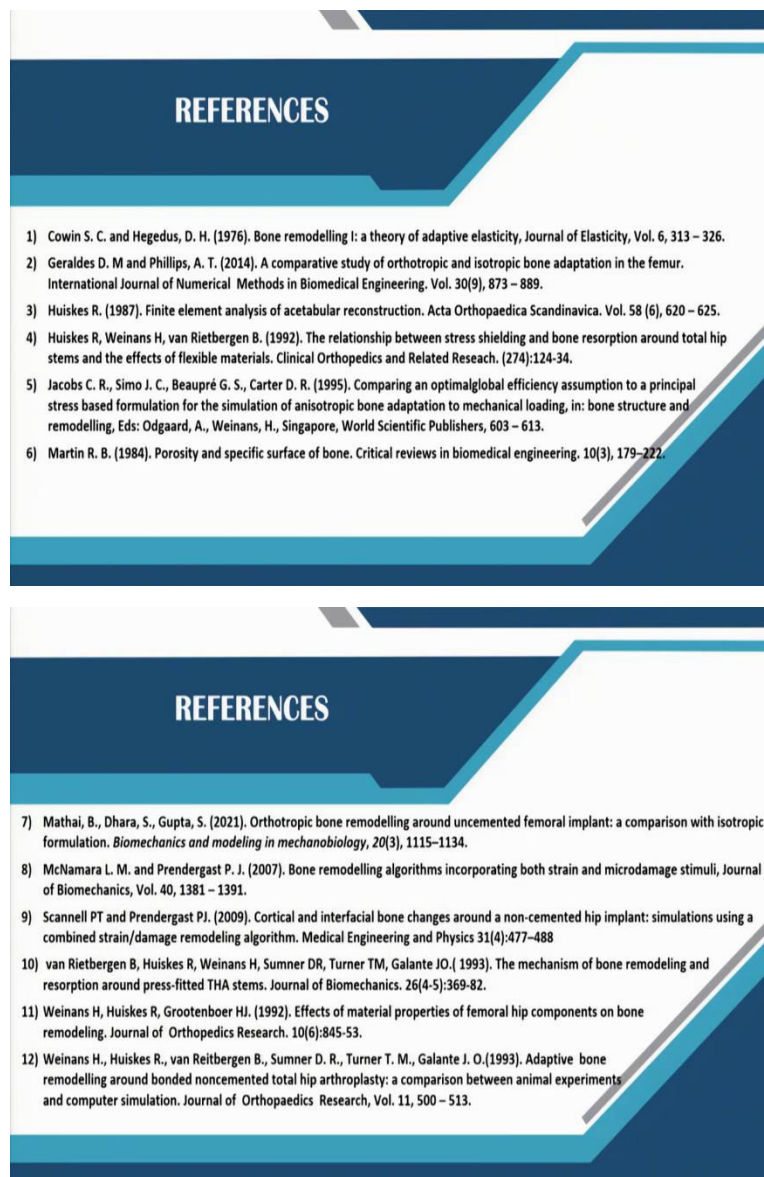 REFERENCES
1) Cowin S. C. and Hegedus, D. H. (1976). Bone remodelling I: a theory of adaptive elasticity, Journal of Elasticity, Vol. 6, 313 – 326.
2) Geraldes D. M and Phillips, A. T. (2014). A comparative study of orthotropic and isotropic bone adaptation in the femur.
International Journal of Numerical Methods in Biomedical Engineering. Vol. 30(9), 873 – 889.
3) Huiskes R. (1987). Finite element analysis of acetabular reconstruction. Acta Orthopaedica Scandinavica. Vol. 58 (6), 620 – 625.
4) Huiskes R, Weinans H, van Rietbergen B. (1992). The relationship between stress shielding and bone resorption around total hip
stems and the effects of flexible materials. Clinical Orthopedics and Related Reseach. (274):124-34.
5) Jacobs C. R., Simo J. C., Beaupré G. S., Carter D. R. (1995). Comparing an optimalglobal efficiency assumption to a principal
stress based formulation for the simulation of anisotropic bone adaptation to mechanical loading, in: bone structure and
remodelling, Eds: Odgaard, A., Weinans, H., Singapore, World Scientific Publishers, 603 – 613.
6) Martin R. B. (1984). Porosity and specific surface of bone. Critical reviews in biomedical engineering. 10(3), 179–222.
REFERENCES
7) Mathai, B., Dhara, S., Gupta, S. (2021). Orthotropic bone remodelling around uncemented femoral implant: a comparison with isotropic
formulation. Biomechanics and modeling in mechanobiology, 20(3), 1115–1134.
8) McNamara L. M. and Prendergast P. J. (2007). Bone remodelling algorithms incorporating both strain and microdamage stimuli, Journal
of Biomechanics, Vol. 40, 1381 – 1391.
9) Scannell PT and Prendergast PJ. (2009). Cortical and interfacial bone changes around a non-cemented hip implant: simulations using a
combined strain/damage remodeling algorithm. Medical Engineering and Physics 31(4):477–488
10) van Rietbergen B, Huiskes R, Weinans H, Sumner DR, Turner TM, Galante JO.( 1993). The mechanism of bone remodeling and
resorption around press-fitted THA stems. Journal of Biomechanics. 26(4-5):369-82.
11) Weinans H, Huiskes R, Grootenboer HJ. (1992). Effects of material properties of femoral hip components on bone
remodeling. Journal of Orthopedics Research. 10(6):845-53.
12) Weinans H., Huiskes R., van Reitbergen B., Sumner D. R., Turner T. M., Galante J. O.(1993). Adaptive bone
remodelling around bonded noncemented total hip arthroplasty: a comparison between animal experiments
and computer simulation. Journal of Orthopaedics Research, Vol. 11, 500 – 513.